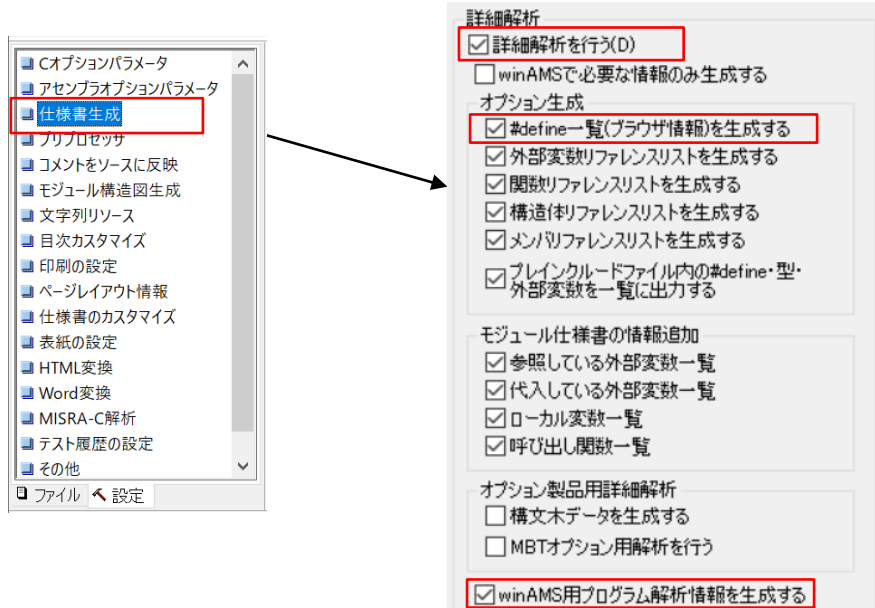 Cオプションパラメータ
アセンブラオプションパラメータ
仕様書生成
プリプロセッサ
コメントをソースに反映
モジュール構造図生成
文字列リソース
目次カスタマイズ
印刷の設定
ページレイアウト情報
仕様書のカスタマイズ
表紙の設定
HTML変換
Word変換
MISRA-C解析
テスト履歴の設定
その他
ファイル 設定
詳細解析
詳細解析を行う(D)
winAMSで必要な情報のみ生成する
オプション生成
#define一覧(ブラウザ情報)を生成する
外部変数リファレンスリストを生成する
関数リファレンスリストを生成する
構造体リファレンスリストを生成する
メンバリファレンスリストを生成する
プレインクルードファイル内の#define・型・
外部変数を一覧に出力する
モジュール仕様書の情報追加
参照している外部変数一覧
代入している外部変数一覧
ローカル変数一覧
呼び出し関数一覧
オプション製品用詳細解析
構文木データを生成する
MBTオプション用解析を行う
winAMS用プログラム解析情報を生成する